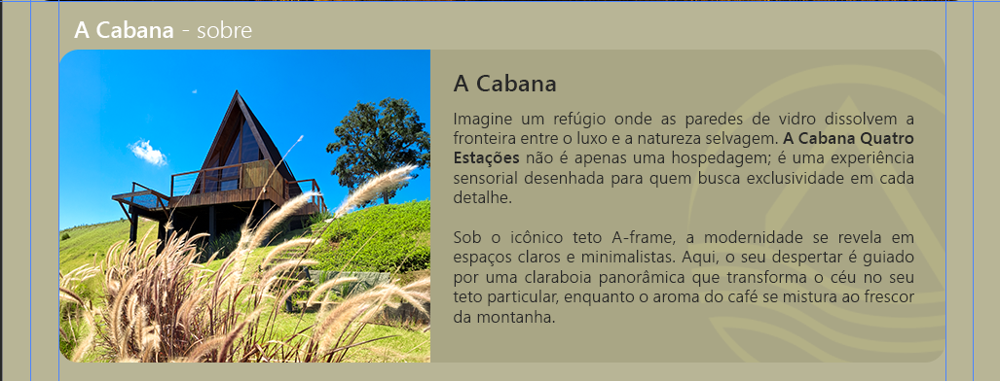 A Cabana - sobre
A Cabana
Imagine um refúgio onde as paredes de vidro dissolvem a
fronteira entre o luxo e a natureza selvagem. A Cabana Quatro
Estações não é apenas uma hospedagem; é uma experiência
sensorial desenhada para quem busca exclusividade em cada
detalhe.
Sob o icônico teto A-frame, a modernidade se revela em
espaços claros e minimalistas. Aqui, o seu despertar é guiado
por uma claraboia panorâmica que transforma o céu no seu
teto particular, enquanto o aroma do café se mistura ao frescor
da montanha.